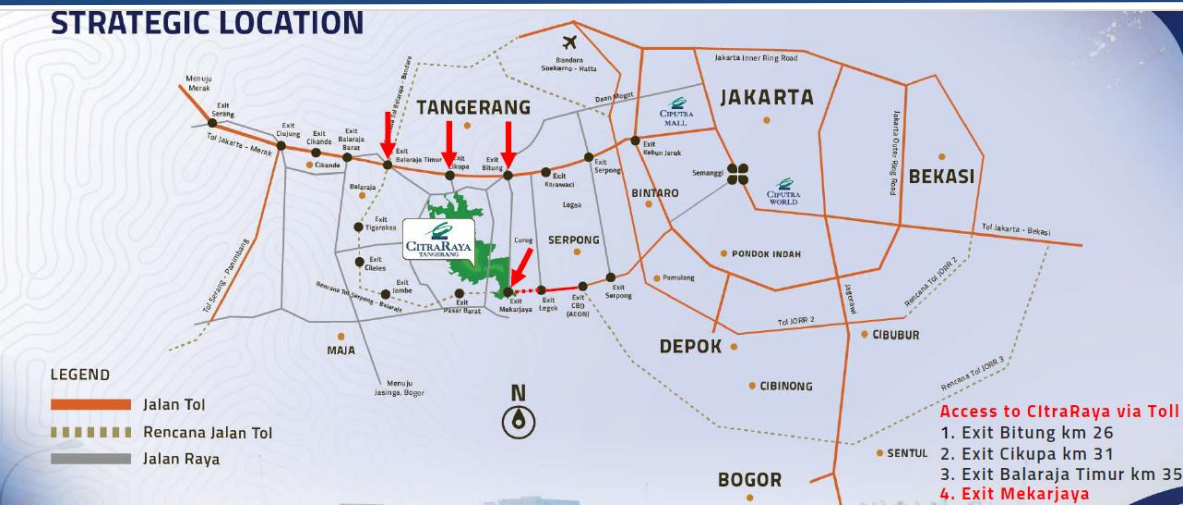 STRATEGIC LOCATION
Menuju
Merak
Exit
Serang
Tol Jakarta - Merak
Exit
Ciujung
Exit
Cikande
Cikande
Exit
Balaraja
Barat
Tol Balaraja - Bandara
Exit
Balaraja Timur
TANGERANG
Exit
Cikupa
Exit
Bitung
Exit
Karawaci
Exit
Serpong
Bandara
Soekarno - Hatta
Daan Mogot
Jakarta Inner Ring Road
CIPUTRA
MALL
JAKARTA
Exit
Kebun Jeruk
Semanggi
CIPUTRA
WORLD
Jakarta Outer Ring Road
BEKASI
Tol Jakarta - Bekasi
Balaraja
Exit
Tigaraksa
Exit
Cileles
CITRARAYA
TANGERANG
Legok
Curug
SERPONG
BINTARO
PONDOK INDAH
Pamulang
Rencana Tol Serpong - Balaraja
Exit
Jambe
Exit
Pasar Barat
Exit
Mekarjaya
Exit
Legok
Exit
CBD
(AEON)
Exit
Serpong
Tol Serang - Panimbang
Tol JORR 2
Jagorawi
Rencana Tol JORR 2
CIBUBUR
DEPOK
MAJA
Menuju
Jasinga, Bogor
CIBINONG
Rencana Tol JORR 3
SENTUL
BOGOR
N
LEGEND
Jalan Tol
Rencana Jalan Tol
Jalan Raya
Access to CItraRaya via Toll
1. Exit Bitung km 26
2. Exit Cikupa km 31
3. Exit Balaraja Timur km 35
4. Exit Mekarjaya